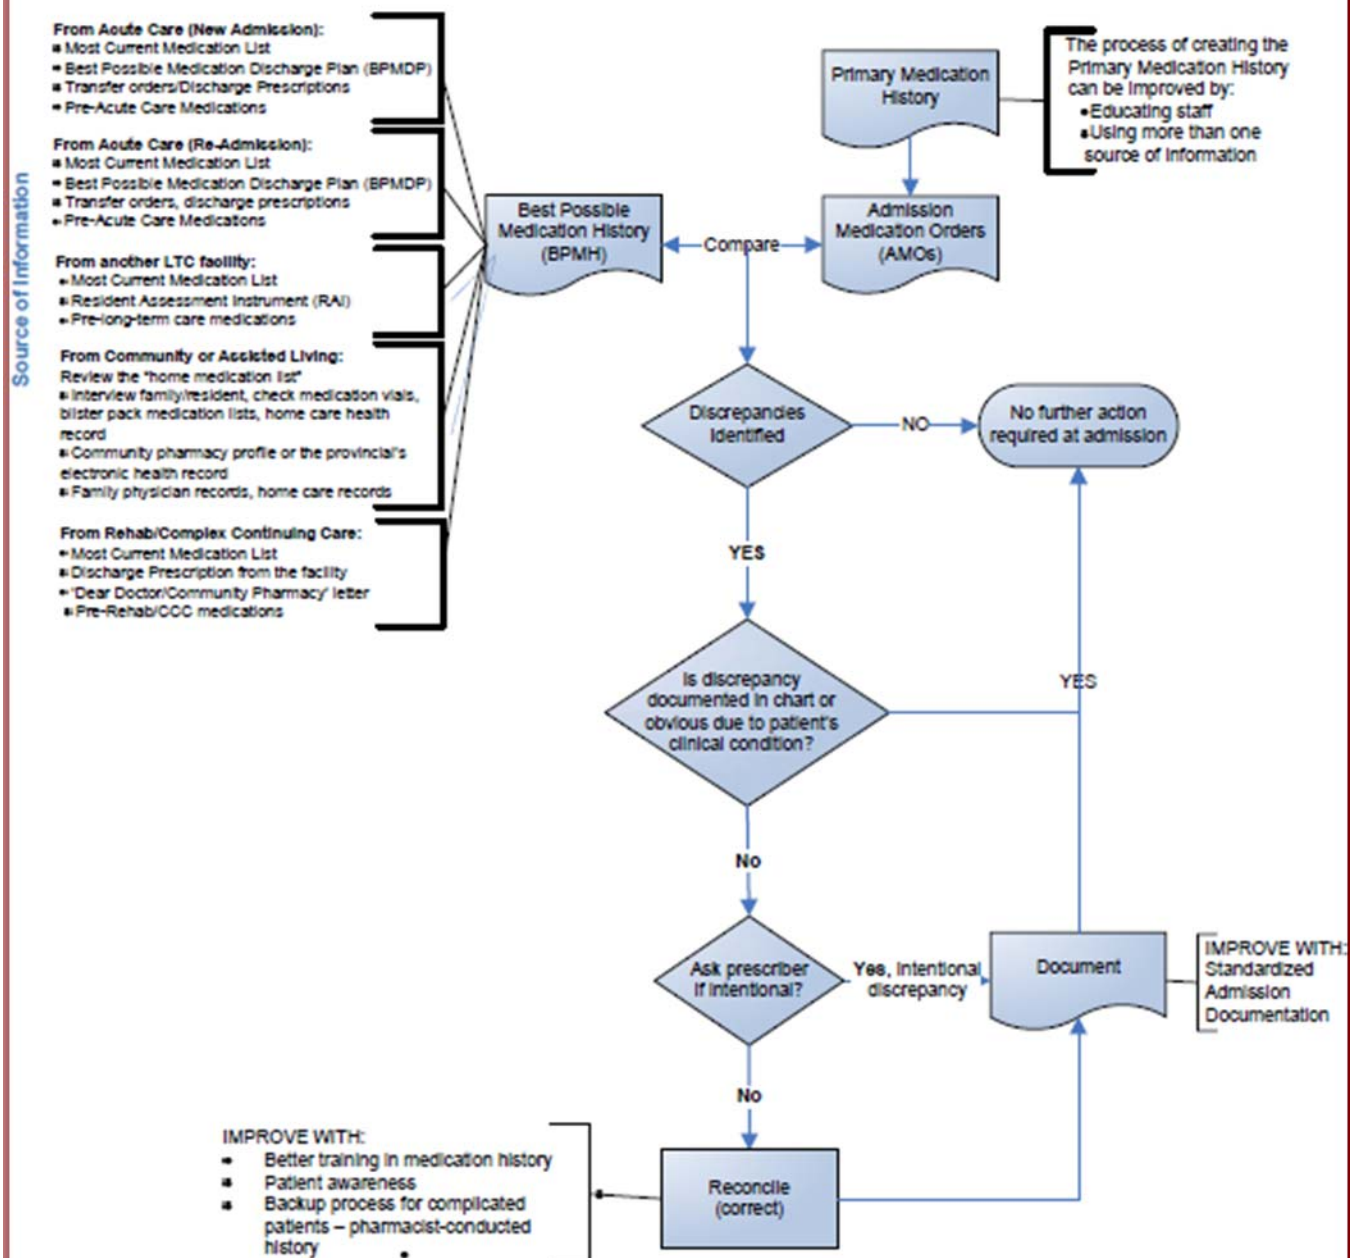 Source of Information
From Acute Care (New Admission):
Most Current Medication List
Best Possible Medication Discharge Plan (BPMDP)
Transfer orders/Discharge Prescriptions
Pre-Acute Care Medications
From Acute Care (Re-Admission):
Most Current Medication List
Best Possible Medication Discharge Plan (BPMDP)
Transfer orders, discharge prescriptions
Pre-Acute Care Medications
From another LTC facility:
Most Current Medication List
Resident Assessment Instrument (RAI)
Pre-long-term care medications
From Community or Assisted Living:
Review the "home medication list"
Interview family/resident, check medication vials,
blister pack medication lists, home care health
record
Community pharmacy profile or the provincial's
electronic health record
Family physician records, home care records
From Rehab/Complex Continuing Care:
Most Current Medication List
Discharge Prescription from the facility
'Dear Doctor/Community Pharmacy' letter
Pre-Rehab/CCC medications
Best Possible
Medication History
(BPMH)
Compare
Primary Medication
History
Admission
Medication Orders
(AMOs)
The process of creating the
Primary Medication History
can be improved by:
•Educating staff
•Using more than one
source of information
Discrepancies
Identified
NO
No further action
required at admission
YES
Is discrepancy
documented in chart or
obvious due to patient's
clinical condition?
YES
No
Ask prescriber
if intentional?
Yes, intentional
discrepancy
Document
IMPROVE WITH:
Standardized
Admission
Documentation
No
Reconcile
(correct)
IMPROVE WITH:
Better training in medication history
Patient awareness
Backup process for complicated
patients – pharmacist-conducted
history